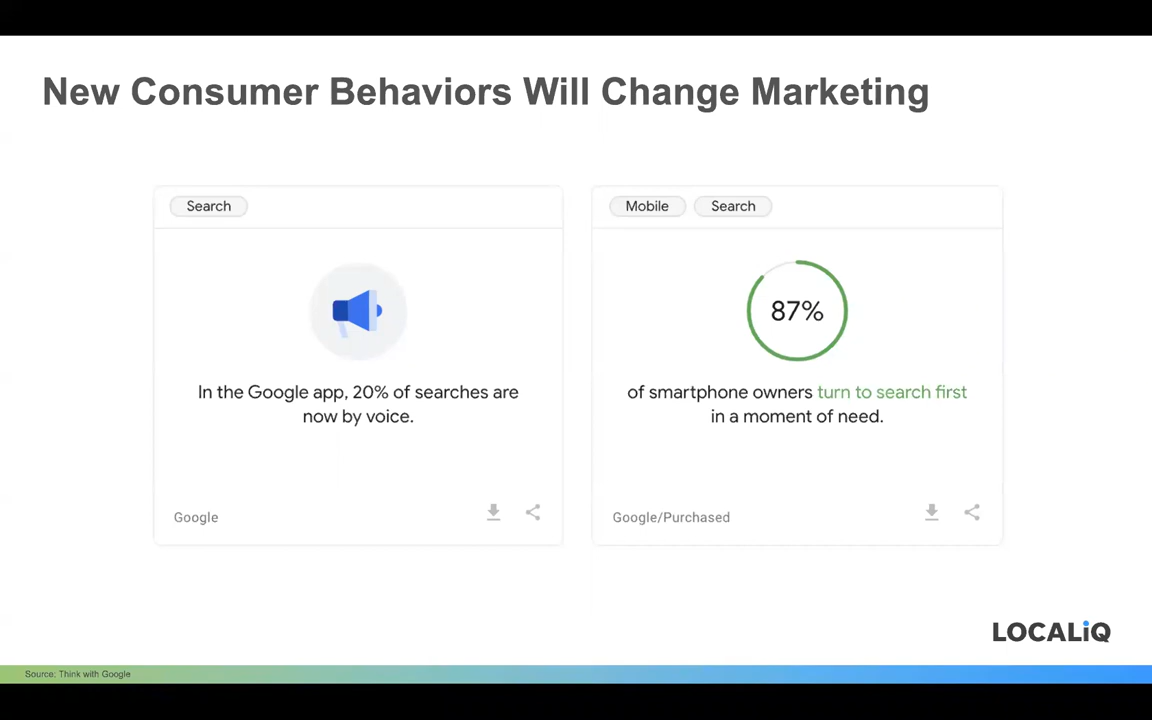 New Consumer Behaviors Will Change Marketing
Search
In the Google app, 20% of searches are
now by voice.
Google
Mobile
Search
87%
of smartphone owners turn to search first
in a moment of need.
Google/Purchased
LOCALiQ
Source: Think with Google